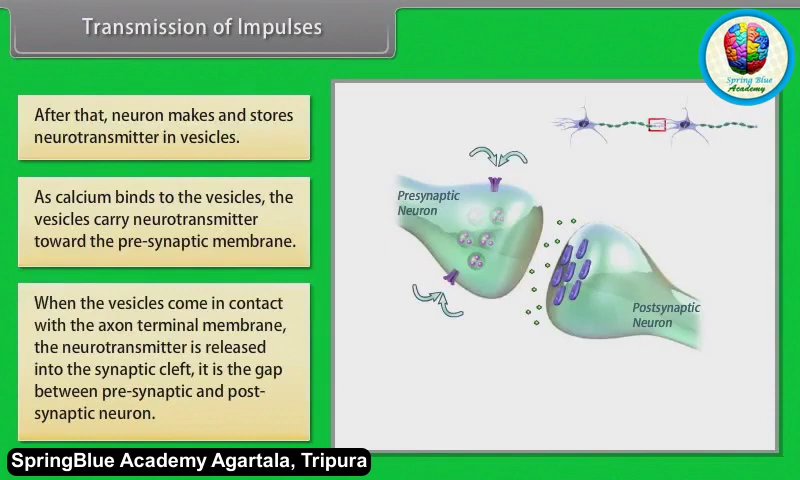 Transmission of Impulses
Spring Blue
Academy
After that, neuron makes and stores
neurotransmitter in vesicles.
As calcium binds to the vesicles, the
vesicles carry neurotransmitter
toward the pre-synaptic membrane.
When the vesicles come in contact
with the axon terminal membrane,
the neurotransmitter is released
into the synaptic cleft, it is the gap
between pre-synaptic and post-
synaptic neuron.
Presynaptic
Neuron
Postsynaptic
Neuron
SpringBlue Academy Agartala, Tripura